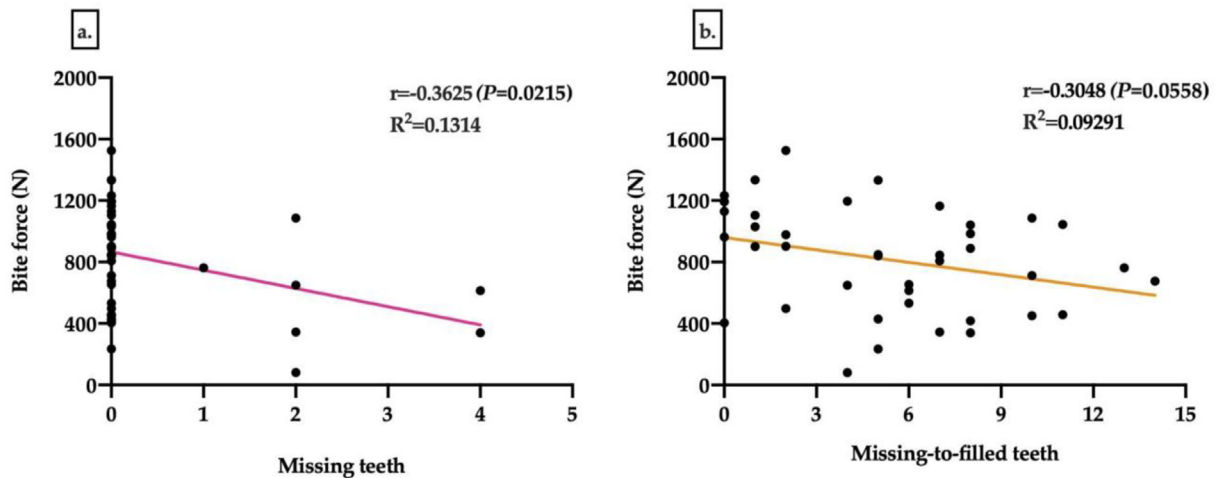 a.
r=-0.3625 (P=0.0215)
R²=0.1314
Bite force (N)
2000
1600
1200
800
400
0
0 1 2 3 4 5
Missing teeth
b.
r=-0.3048 (P=0.0558)
R²=0.09291
Bite force (N)
2000
1600
1200
800
400
0
0 3 6 9 12 15
Missing-to-filled teeth